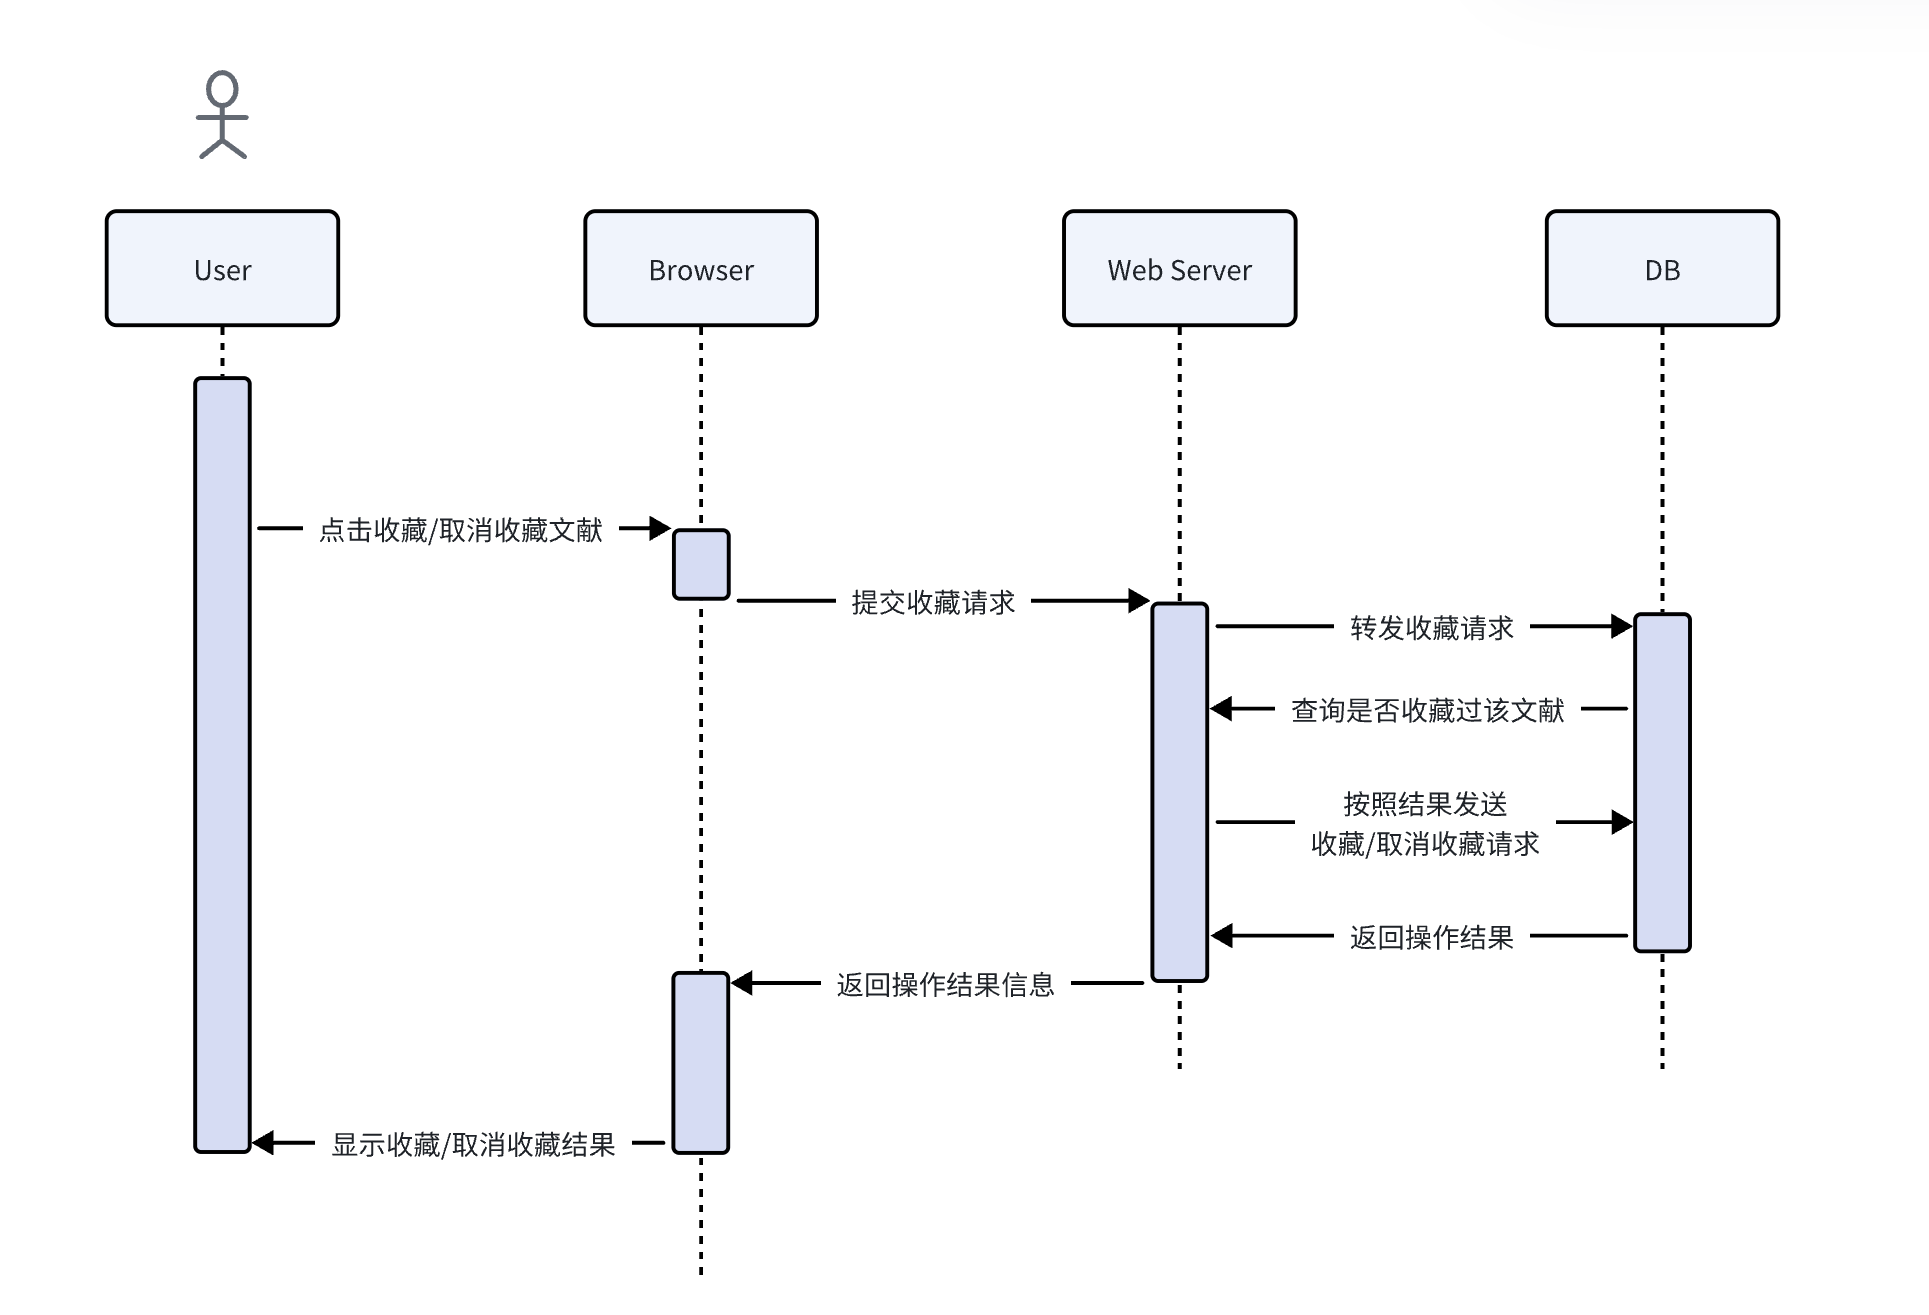 User
Browser
Web Server
DB
点击收藏/取消收藏文献
提交收藏请求
转发收藏请求
查询是否收藏过该文献
按照结果发送
收藏/取消收藏请求
返回操作结果
返回操作结果信息
显示收藏/取消收藏结果